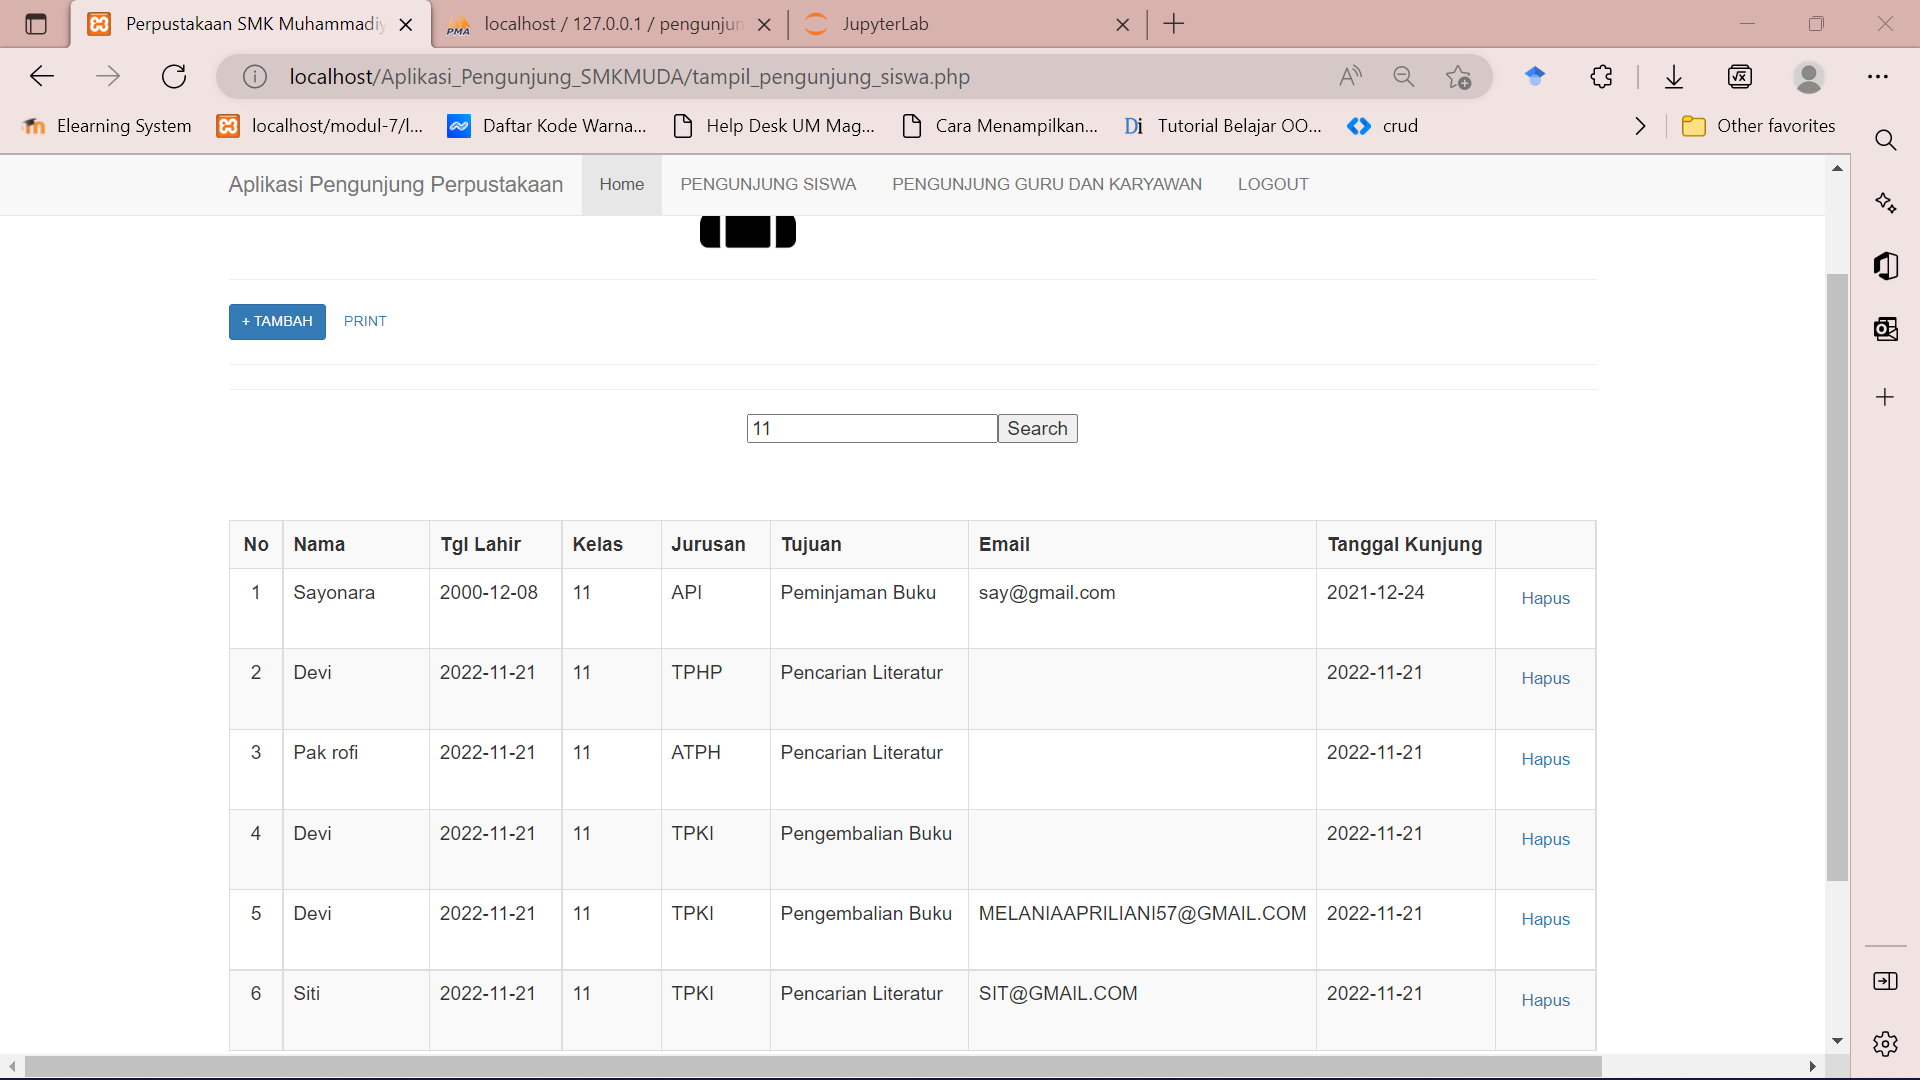 Perpustakaan SMK Muhammadiy
localhost / 127.0.0.1 / pengunjun
JupyterLab
localhost/Aplikasi_Pengunjung_SMKMUDA/tampil_pengunjung_siswa.php
Elearning System
localhost/modul-7/l...
Daftar Kode Warna...
Help Desk UM Mag...
Cara Menampilkan...
Tutorial Belajar OO...
crud
Other favorites
Aplikasi Pengunjung Perpustakaan Home PENGUNJUNG SISWA PENGUNJUNG GURU DAN KARYAWAN LOGOUT
+ TAMBAH PRINT
11 Search
No Nama Tgl Lahir Kelas Jurusan Tujuan Email Tanggal Kunjung
1 Sayonara 2000-12-08 11 API Peminjaman Buku say@gmail.com 2021-12-24 Hapus
2 Devi 2022-11-21 11 TPHP Pencarian Literatur 2022-11-21 Hapus
3 Pak rofi 2022-11-21 11 ATPH Pencarian Literatur 2022-11-21 Hapus
4 Devi 2022-11-21 11 TPKI Pengembalian Buku 2022-11-21 Hapus
5 Devi 2022-11-21 11 TPKI Pengembalian Buku MELANIAAPRILIANI57@GMAIL.COM 2022-11-21 Hapus
6 Siti 2022-11-21 11 TPKI Pencarian Literatur SIT@GMAIL.COM 2022-11-21 Hapus